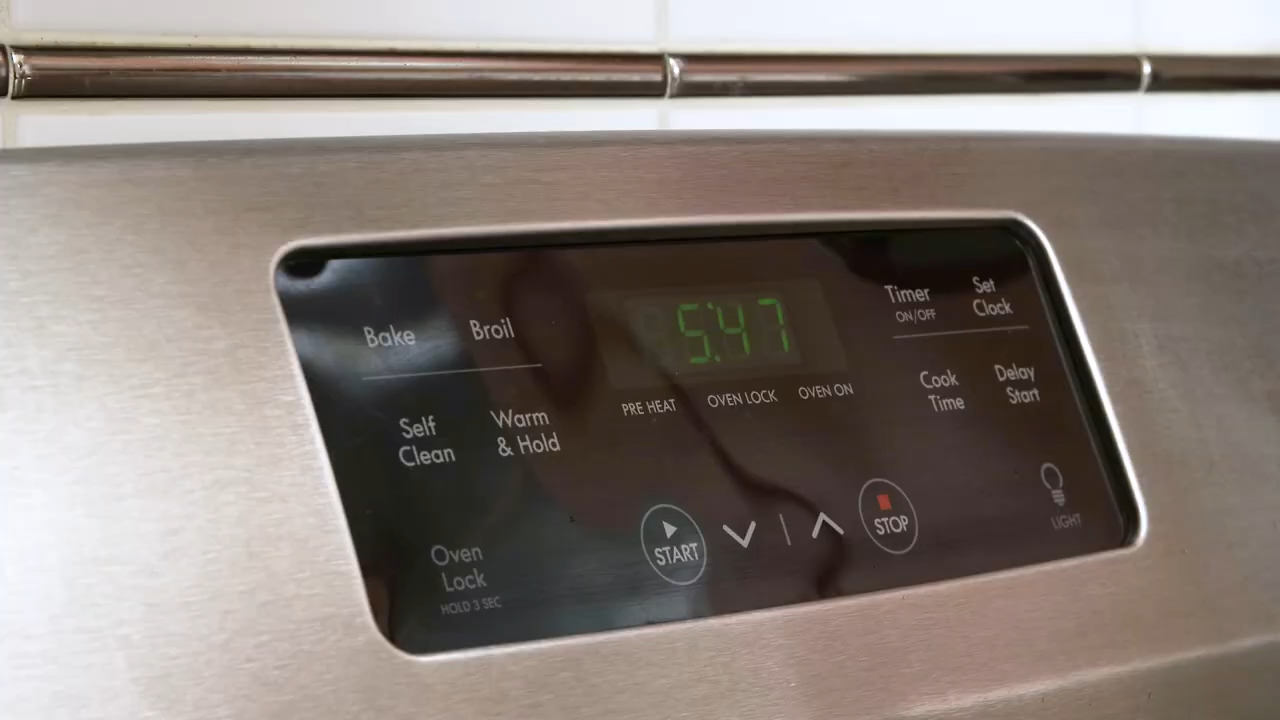 Bake
Broil
5:47
Timer
ON/OFF
Set
Clock
PRE HEAT
OVEN LOCK
OVEN ON
Self
Clean
Warm
& Hold
Cook
Time
Delay
Start
Oven
Lock
HOLD 3 SEC
START
STOP
LIGHT